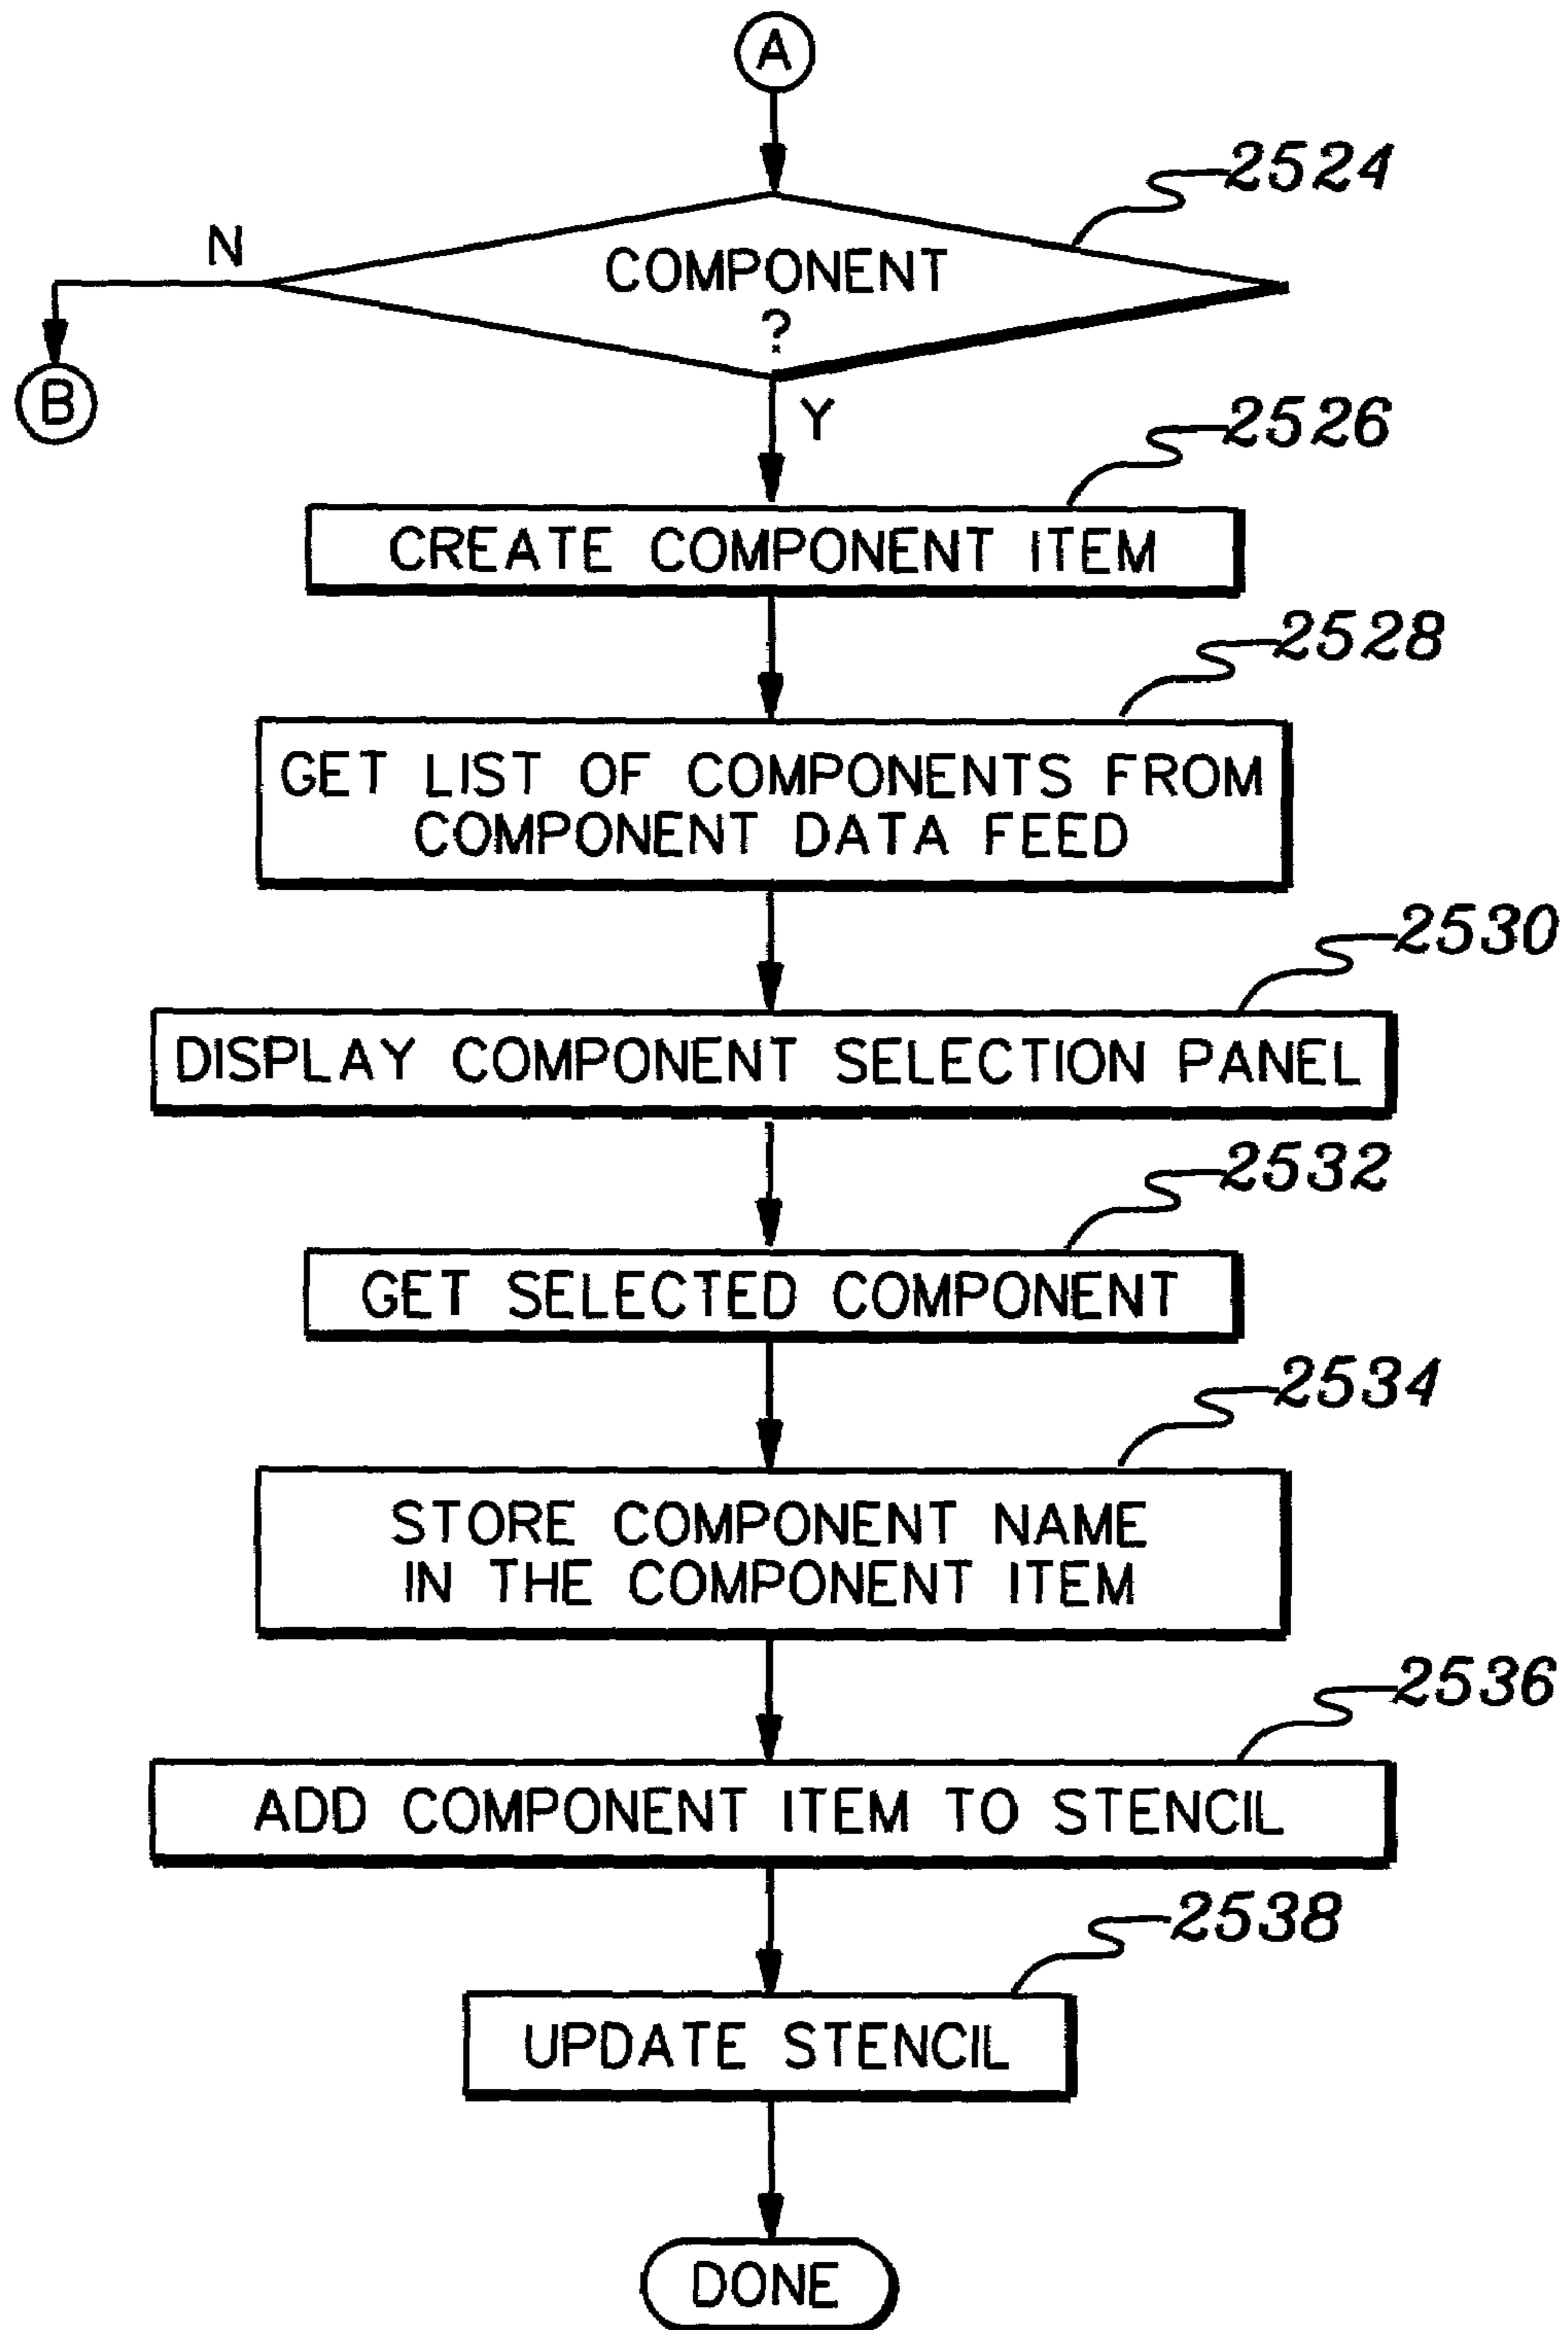 A
2524
N
COMPONENT
?
B
Y
2526
CREATE COMPONENT ITEM
2528
GET LIST OF COMPONENTS FROM
COMPONENT DATA FEED
2530
DISPLAY COMPONENT SELECTION PANEL
2532
GET SELECTED COMPONENT
2534
STORE COMPONENT NAME
IN THE COMPONENT ITEM
2536
ADD COMPONENT ITEM TO STENCIL
2538
UPDATE STENCIL
DONE